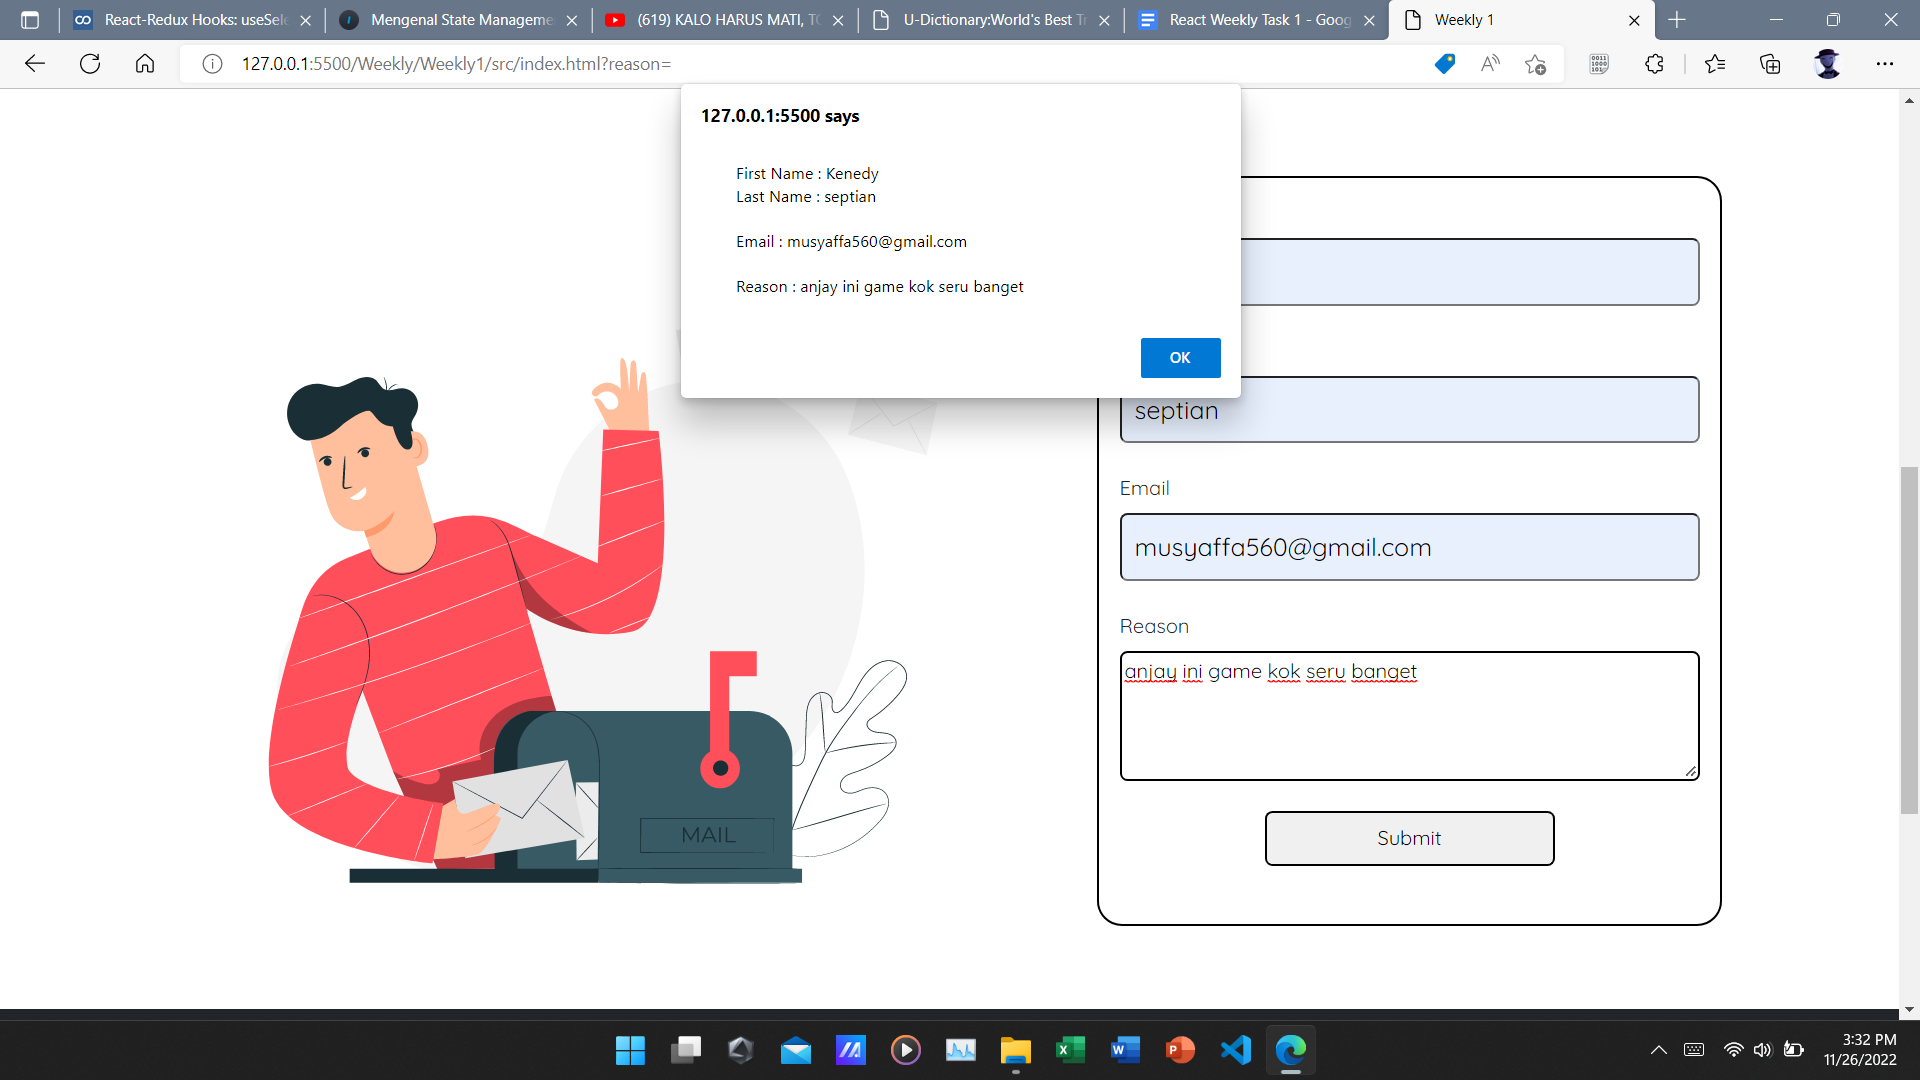 React-Redux Hooks: useSele
Mengenal State Manageme
(619) KALO HARUS MATI, TO
U-Dictionary:World's Best Tr
React Weekly Task 1 - Goog
Weekly 1
127.0.0.1:5500/Weekly/Weekly1/src/index.html?reason=
127.0.0.1:5500 says
First Name : Kenedy
Last Name : septian
Email : musyaffa560@gmail.com
Reason : anjay ini game kok seru banget
OK
septian
Email
musyaffa560@gmail.com
Reason
anjay ini game kok seru banget
Submit
MAIL
3:32 PM
11/26/2022